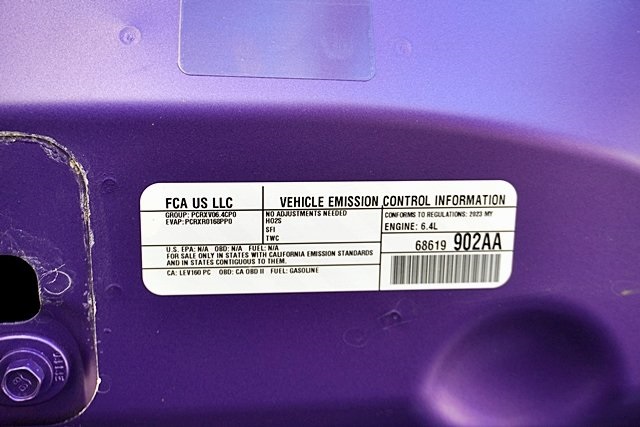 FCA US LLC
VEHICLE EMISSION CONTROL INFORMATION
GROUP: PCRXV06.4CP0
EVAP: PCRXR0168PP0
NO ADJUSTMENTS NEEDED
HO2S
SFI
TWC
CONFORMS TO REGULATIONS: 2023 MY
ENGINE: 6.4L
68619 902AA
U.S. EPA: N/A OBD: N/A FUEL: N/A
FOR SALE ONLY IN STATES WITH CALIFORNIA EMISSION STANDARDS
AND IN STATES CONTIGUOUS TO THEM.
CA: LEV160 PC OBD: CA OBD II FUEL: GASOLINE